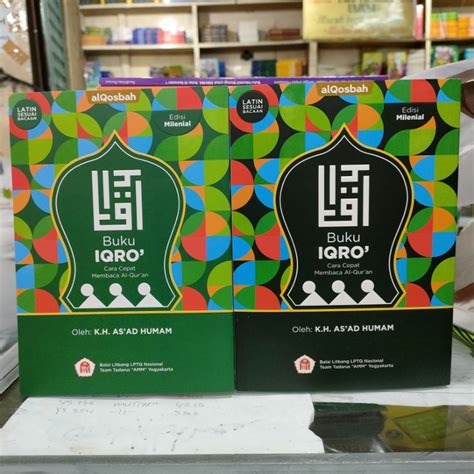 alQosbah
LATIN
SESUAI
BACAAN
Edisi
Milenial
اقرأ
Buku
IQRO'
Cara Cepat
Membaca Al-Qur'an
Oleh: K.H. AS'AD HUMAM
Balai Litbang LPTQ Nasional
Team Tadarus "AMM" Yogyakarta
alQosbah
LATIN
SESUAI
BACAAN
Edisi
Milenial
اقرأ
Buku
IQRO'
Cara Cepat
Membaca Al-Qur'an
Oleh: K.H. AS'AD HUMAM
Balai Litbang LPTQ Nasional
Team Tadarus "AMM" Yogyakarta